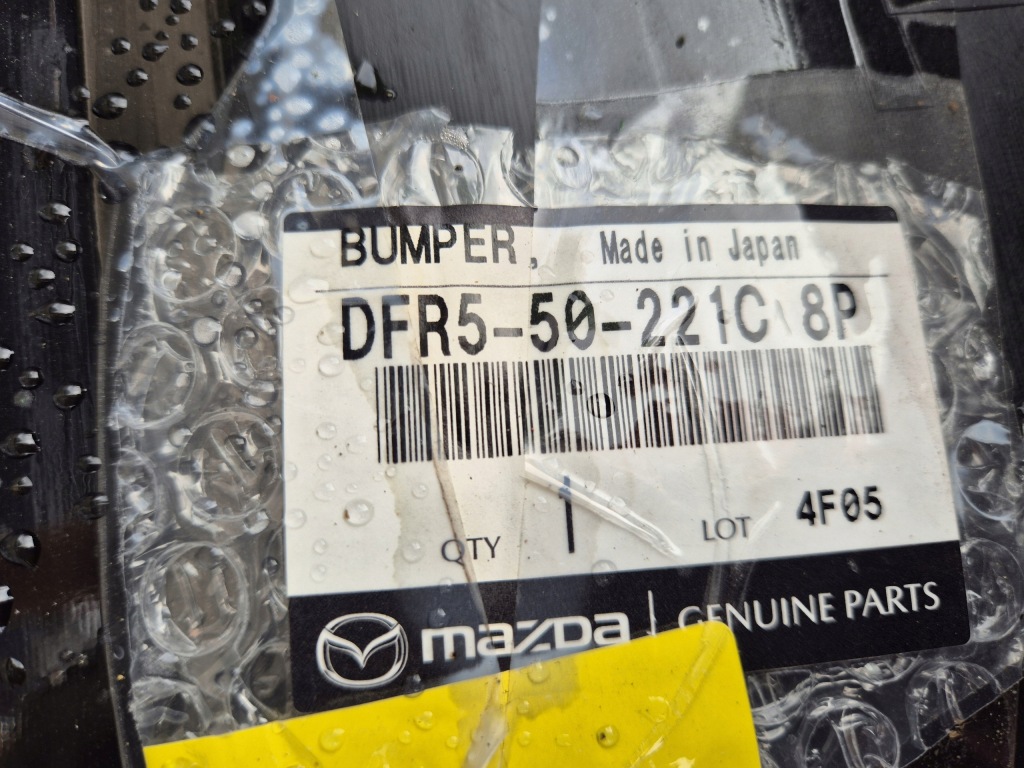 BUMPER, Made in Japan
DFR5-50-221C 8P
QTY 1 LOT 4F05
mazda | GENUINE PARTS